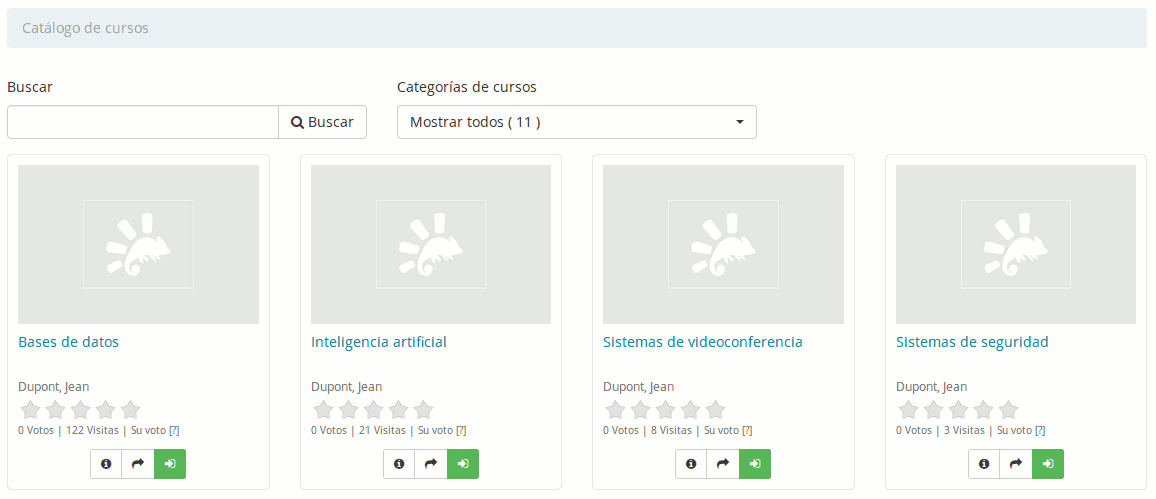 Catálogo de cursos
Buscar
Categorías de cursos
Buscar
Mostrar todos ( 11 )
Bases de datos
Inteligencia artificial
Sistemas de videoconferencia
Sistemas de seguridad
Dupont, Jean
Dupont, Jean
Dupont, Jean
Dupont, Jean
0 Votos | 122 Visitas | Su voto [?]
0 Votos | 21 Visitas | Su voto [?]
0 Votos | 8 Visitas | Su voto [?]
0 Votos | 3 Visitas | Su voto [?]